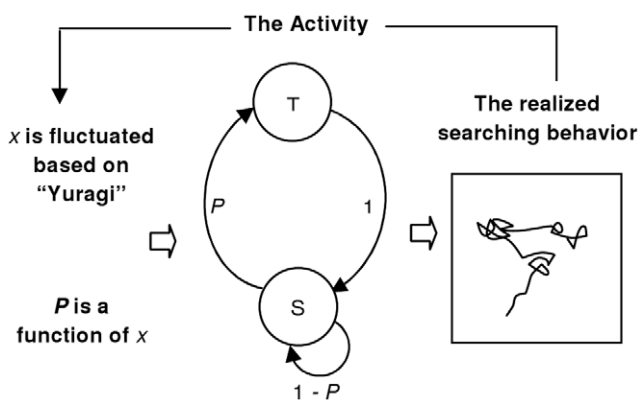 The Activity
x is fluctuated
based on
“Yuragi”
P is a
function of x
T
P
1
S
1 - P
The realized
searching behavior